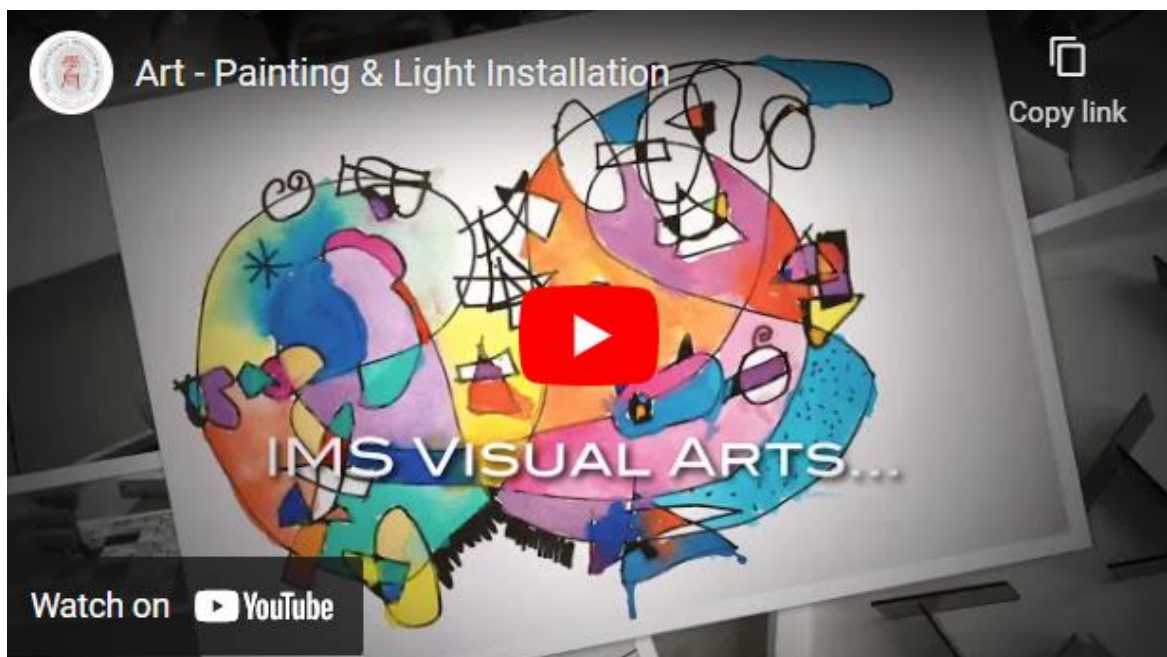 Art - Painting & Light Installation
Copy link
IMS VISUAL ARTS...
Watch on YouTube